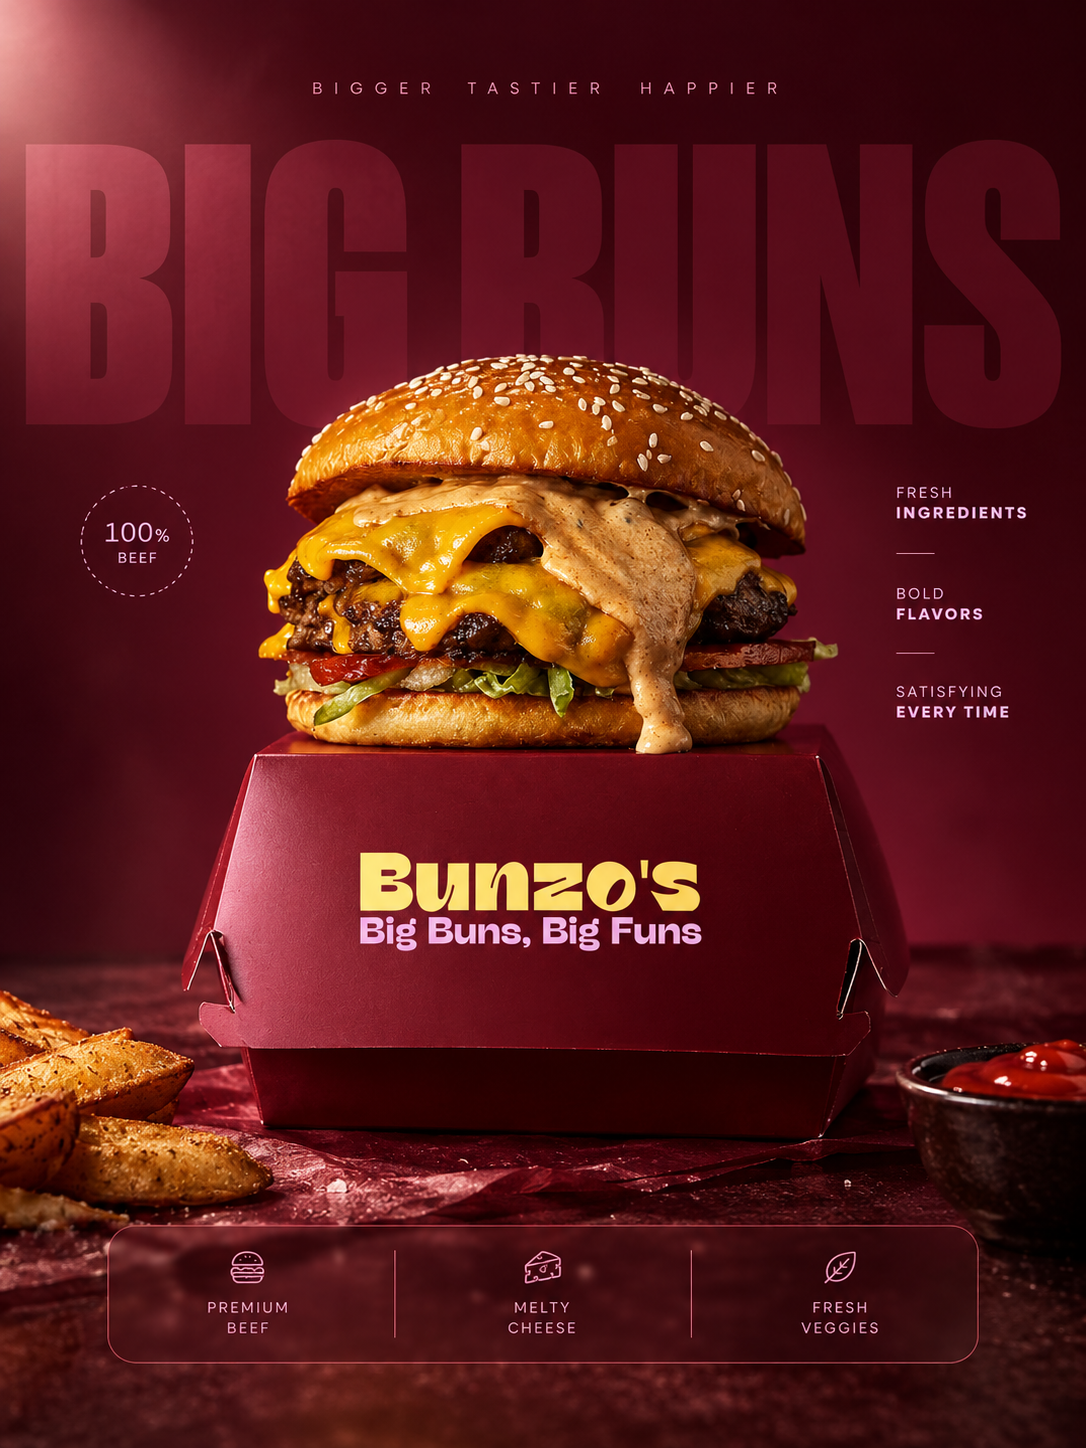 BIGGER TASTIER HAPPIER
BIG BUNS
100%
BEEF
FRESH
INGREDIENTS
BOLD
FLAVORS
SATISFYING
EVERY TIME
Bunzo's
Big Buns, Big Funs
PREMIUM
BEEF
MELTY
CHEESE
FRESH
VEGGIES